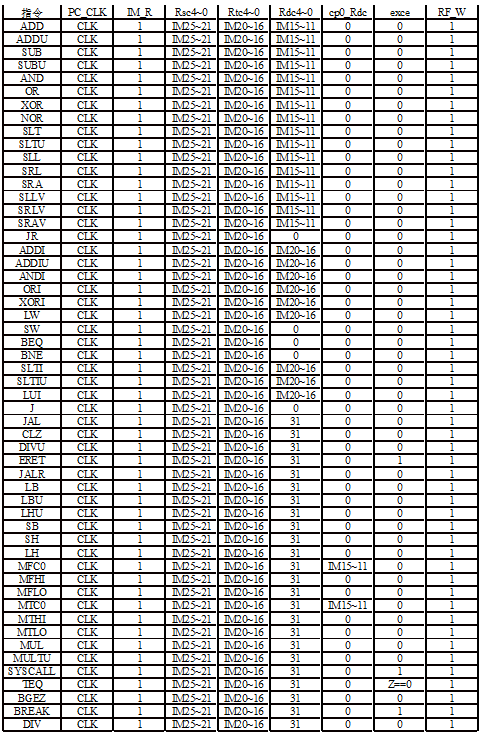 指令 PC_CLK IM_R Rsc4~0 Rtc4~0 Rdc4~0 cp0_Rdc exce RF_W
ADD CLK 1 IM25~21 IM20~16 IM15~11 0 0 1
ADDU CLK 1 IM25~21 IM20~16 IM15~11 0 0 1
SUB CLK 1 IM25~21 IM20~16 IM15~11 0 0 1
SUBU CLK 1 IM25~21 IM20~16 IM15~11 0 0 1
AND CLK 1 IM25~21 IM20~16 IM15~11 0 0 1
OR CLK 1 IM25~21 IM20~16 IM15~11 0 0 1
XOR CLK 1 IM25~21 IM20~16 IM15~11 0 0 1
NOR CLK 1 IM25~21 IM20~16 IM15~11 0 0 1
SLT CLK 1 IM25~21 IM20~16 IM15~11 0 0 1
SLTU CLK 1 IM25~21 IM20~16 IM15~11 0 0 1
SLL CLK 1 IM25~21 IM20~16 IM15~11 0 0 1
SRL CLK 1 IM25~21 IM20~16 IM15~11 0 0 1
SRA CLK 1 IM25~21 IM20~16 IM15~11 0 0 1
SLLV CLK 1 IM25~21 IM20~16 IM15~11 0 0 1
SRLV CLK 1 IM25~21 IM20~16 IM15~11 0 0 1
SRAV CLK 1 IM25~21 IM20~16 IM15~11 0 0 1
JR CLK 1 IM25~21 IM20~16 0 0 0 1
ADDI CLK 1 IM25~21 IM20~16 IM20~16 0 0 1
ADDIU CLK 1 IM25~21 IM20~16 IM20~16 0 0 1
ANDI CLK 1 IM25~21 IM20~16 IM20~16 0 0 1
ORI CLK 1 IM25~21 IM20~16 IM20~16 0 0 1
XORI CLK 1 IM25~21 IM20~16 IM20~16 0 0 1
LW CLK 1 IM25~21 IM20~16 IM20~16 0 0 1
SW CLK 1 IM25~21 IM20~16 0 0 0 1
BEQ CLK 1 IM25~21 IM20~16 0 0 0 1
BNE CLK 1 IM25~21 IM20~16 0 0 0 1
SLTI CLK 1 IM25~21 IM20~16 IM20~16 0 0 1
SLTIU CLK 1 IM25~21 IM20~16 IM20~16 0 0 1
LUI CLK 1 IM25~21 IM20~16 IM20~16 0 0 1
J CLK 1 IM25~21 IM20~16 0 0 0 1
JAL CLK 1 IM25~21 IM20~16 31 0 0 1
CLZ CLK 1 IM25~21 IM20~16 31 0 0 1
DIVU CLK 1 IM25~21 IM20~16 31 0 0 1
ERET CLK 1 IM25~21 IM20~16 31 0 1 1
JALR CLK 1 IM25~21 IM20~16 31 0 0 1
LB CLK 1 IM25~21 IM20~16 31 0 0 1
LBU CLK 1 IM25~21 IM20~16 31 0 0 1
LHU CLK 1 IM25~21 IM20~16 31 0 0 1
SB CLK 1 IM25~21 IM20~16 31 0 0 1
SH CLK 1 IM25~21 IM20~16 31 0 0 1
LH CLK 1 IM25~21 IM20~16 31 0 0 1
MFC0 CLK 1 IM25~21 IM20~16 31 IM15~11 0 1
MFHI CLK 1 IM25~21 IM20~16 31 0 0 1
MFLO CLK 1 IM25~21 IM20~16 31 0 0 1
MTC0 CLK 1 IM25~21 IM20~16 31 IM15~11 0 1
MTHI CLK 1 IM25~21 IM20~16 31 0 0 1
MTLO CLK 1 IM25~21 IM20~16 31 0 0 1
MUL CLK 1 IM25~21 IM20~16 31 0 0 1
MULTU CLK 1 IM25~21 IM20~16 31 0 0 1
SYSCALL CLK 1 IM25~21 IM20~16 31 0 1 1
TEQ CLK 1 IM25~21 IM20~16 31 0 Z==0 1
BGEZ CLK 1 IM25~21 IM20~16 31 0 0 1
BREAK CLK 1 IM25~21 IM20~16 31 0 1 1
DIV CLK 1 IM25~21 IM20~16 31 0 0 1